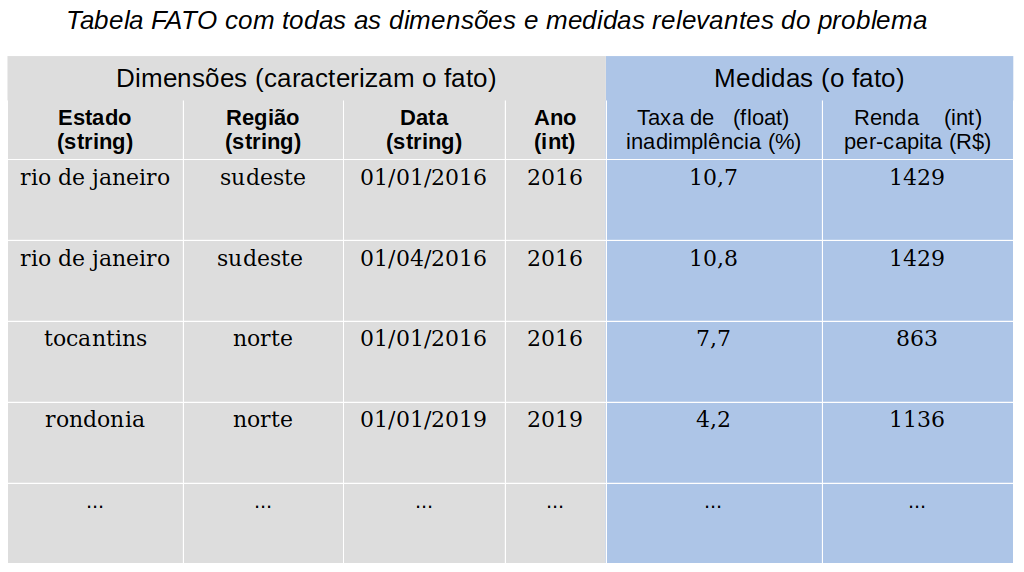 Tabela FATO com todas as dimensões e medidas relevantes do problema
Dimensões (caracterizam o fato) Medidas (o fato)
Estado Região Data Ano Taxa de (float) Renda (int)
(string) (string) (string) (int) inadimplência (%) per-capita (R$)
rio de janeiro sudeste 01/01/2016 2016 10,7 1429
rio de janeiro sudeste 01/04/2016 2016 10,8 1429
tocantins norte 01/01/2016 2016 7,7 863
rondonia norte 01/01/2019 2019 4,2 1136
... ... ... ... ... ...